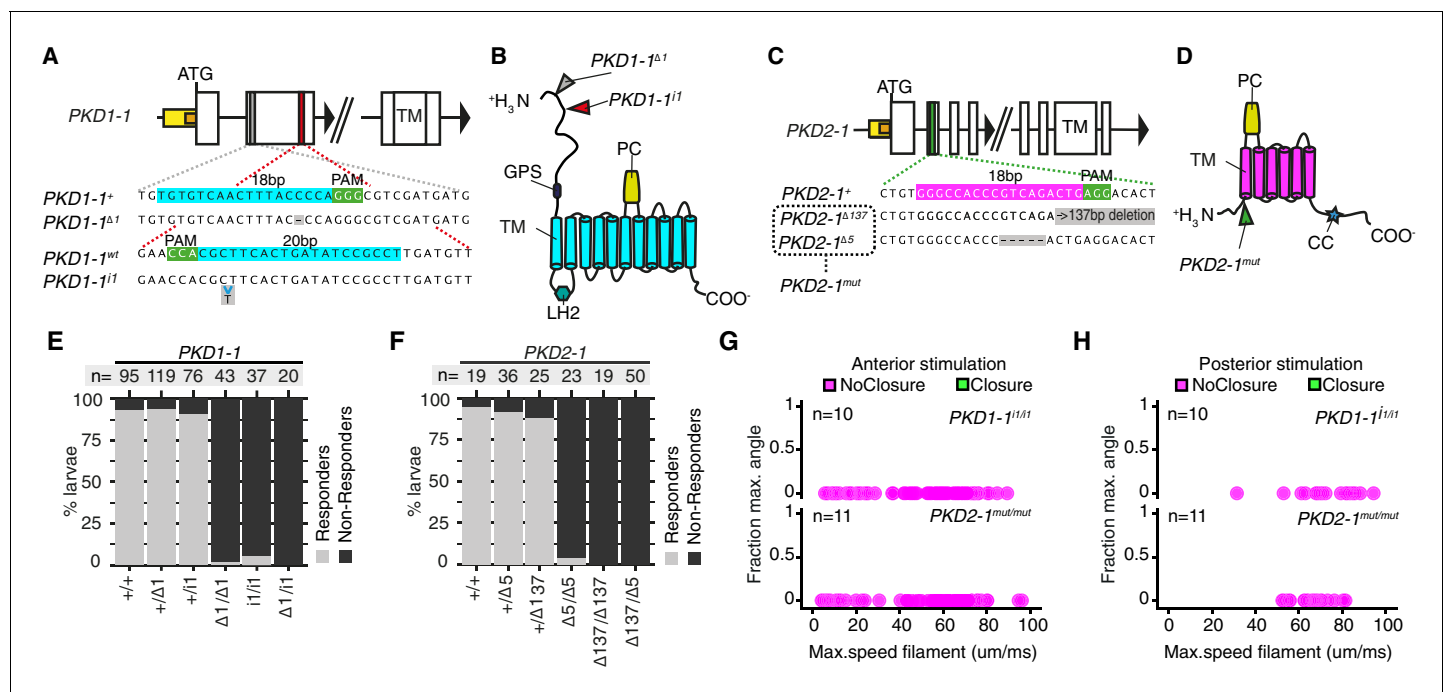 A
ATG
PKD1-1
TM
18bp
PAM
PKD1-1+
TGTGTGTCAACTTTACCCCAGGGCGTCGATGATG
PKD1-1Δ1
TGTGTGTCAACTTTAC–CCAGGGCGTCGATGATG
PAM
20bp
PKD1-1wt
GAACCACGCTTCACTGATATCCGCCTTGATGTT
PKD1-1i1
GAACCACGCTTCACTGATATCCGCCTTGATGTT
T
B
PKD1-1Δ1
+H3N
PKD1-1i1
GPS
PC
TM
LH2
COO-
C
ATG
PKD2-1
TM
18bp
PAM
PKD2-1+
CTGTGGGCCACCCGTCAGACTGAGGACACT
PKD2-1Δ137
CTGTGGGCCACCCGTCAGA->137bp deletion
PKD2-1Δ5
CTGTGGGCCACCC-----ACTGAGGACACT
PKD2-1mut
D
PC
TM
+H3N
PKD2-1mut
CC
COO-
E
PKD1-1
n= 95 119 76 43 37 20
100
75
50
25
0
% larvae
+/+
+/Δ1
+/i1
Δ1/Δ1
i1/i1
Δ1/i1
Responders
Non-Responders
F
PKD2-1
n= 19 36 25 23 19 50
100
75
50
25
0
% larvae
+/+
+/Δ5
+/Δ137
Δ5/Δ5
Δ137/Δ137
Δ137/Δ5
Responders
Non-Responders
G
Anterior stimulation
NoClosure Closure
Fraction max. angle
1
0.5
0
n=10
PKD1-1i1/i1
1
0.5
0
n=11
PKD2-1mut/mut
0 20 40 60 80 100
Max.speed filament (um/ms)
H
Posterior stimulation
NoClosure Closure
Fraction max. angle
1
0.5
0
n=10
PKD1-1i1/i1
1
0.5
0
n=11
PKD2-1mut/mut
0 20 40 60 80 100
Max.speed filament (um/ms)